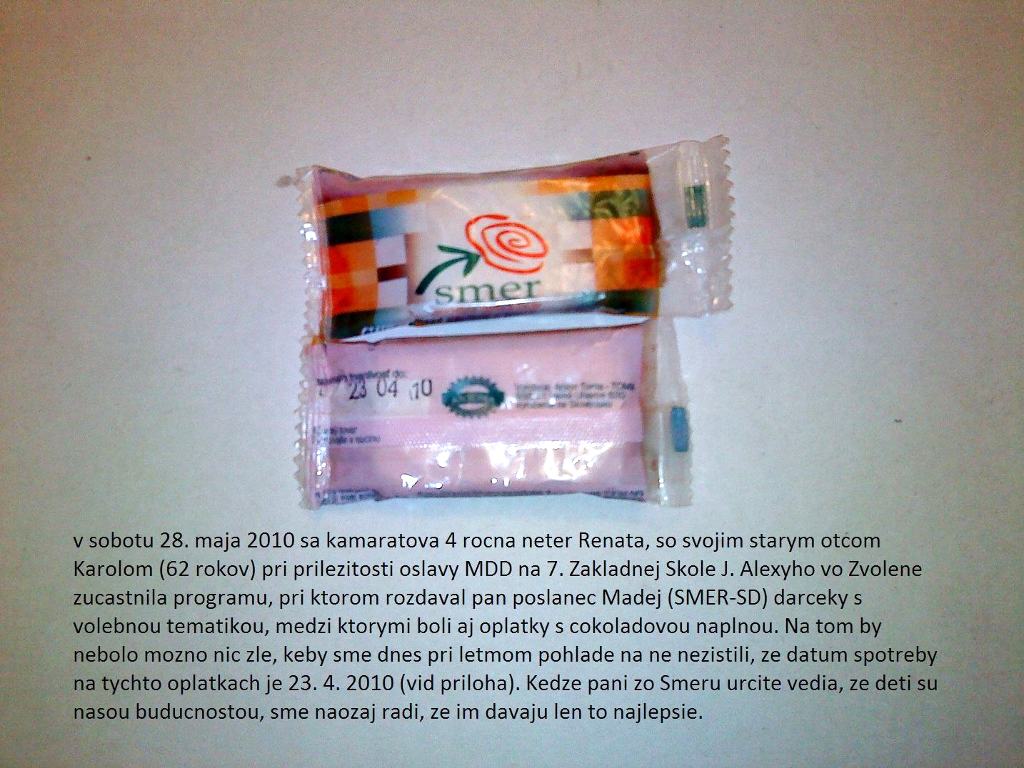 smer
23 04 10
v sobotu 28. maja 2010 sa kamaratova 4 rocna neter Renata, so svojim starym otcom
Karolom (62 rokov) pri prilezitosti oslavy MDD na 7. Zakladnej Skole J. Alexyho vo Zvolene
zucastnila programu, pri ktorom rozdaval pan poslanec Madej (SMER-SD) darceky s
volebnou tematikou, medzi ktorymi boli aj oplatky s cokoladovou naplnou. Na tom by
nebolo mozno nic zle, keby sme dnes pri letmom pohlade na ne nezistili, ze datum spotreby
na tychto oplatkach je 23. 4. 2010 (vid priloha). Kedze pani zo Smeru urcite vedia, ze deti su
nasou buducnostou, sme naozaj radi, ze im davaju len to najlepsie.